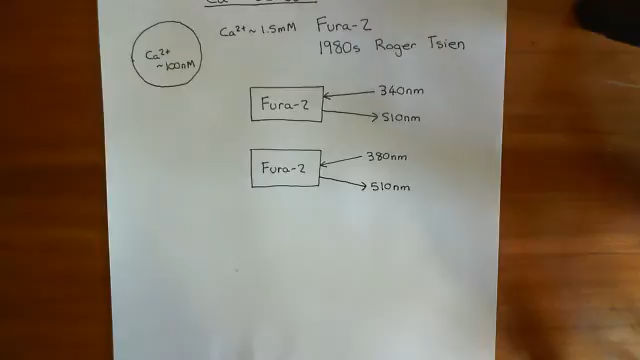 Ca²⁺ ~ 1.5mM
Fura-2
1980s Roger Tsien
Ca²⁺
~100nM
Fura-2
340nm
510nm
Fura-2
380nm
510nm